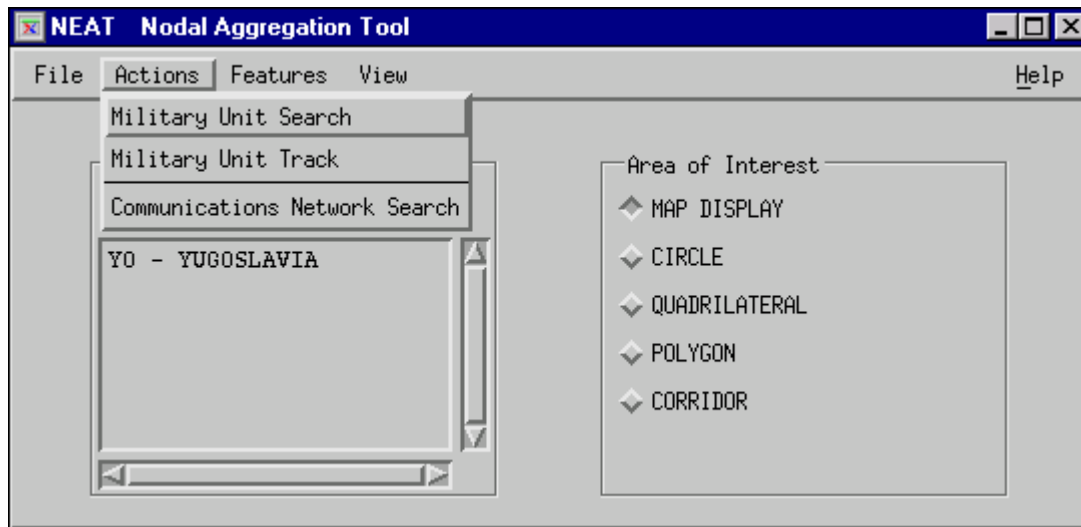 NEAT Nodal Aggregation Tool
File Actions Features View Help
Military Unit Search
Military Unit Track
Communications Network Search
YO - YUGOSLAVIA
Area of Interest
MAP DISPLAY
CIRCLE
QUADRILATERAL
POLYGON
CORRIDOR